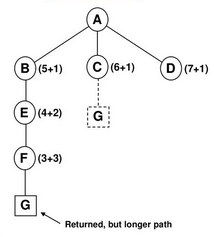 A
B (5+1) C (6+1) D (7+1)
E (4+2) G
F (3+3)
G
Returned, but longer path